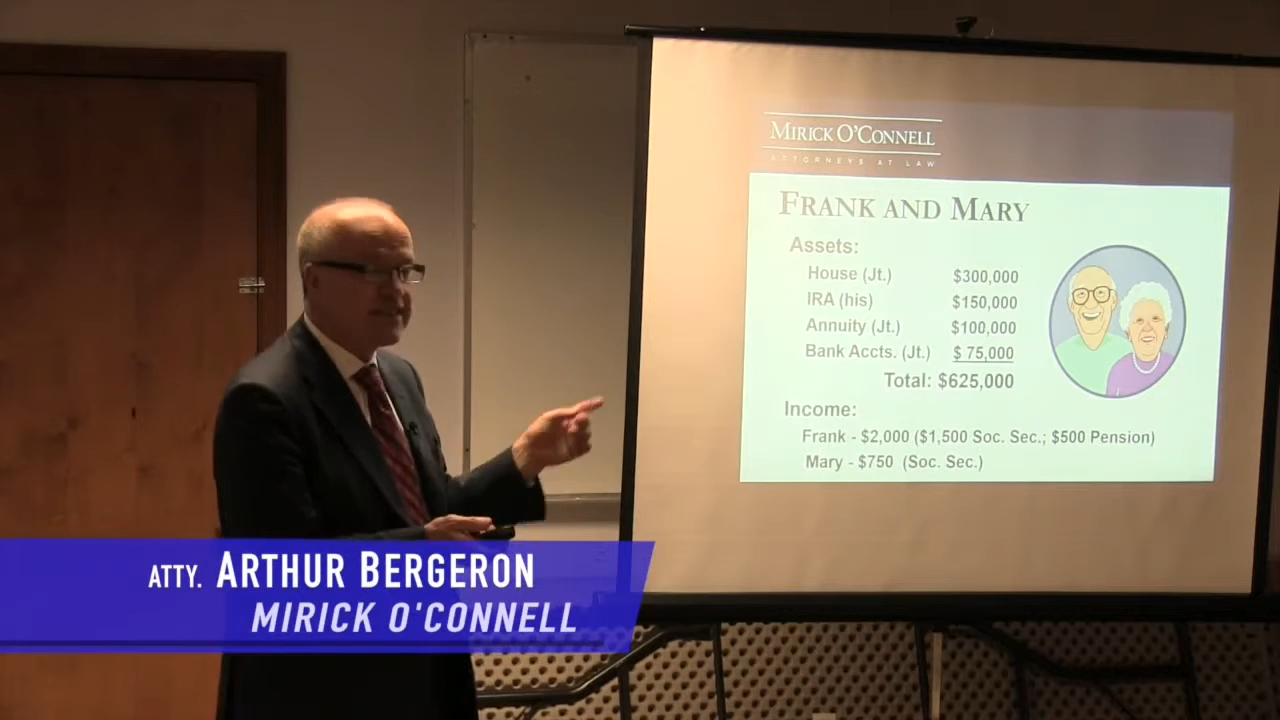 MIRICK O'CONNELL
ATTORNEYS AT LAW
FRANK AND MARY
Assets:
House (Jt.) $300,000
IRA (his) $150,000
Annuity (Jt.) $100,000
Bank Accts. (Jt.) $ 75,000
Total: $625,000
Income:
Frank - $2,000 ($1,500 Soc. Sec.; $500 Pension)
Mary - $750 (Soc. Sec.)
ATTY. ARTHUR BERGERON
MIRICK O'CONNELL